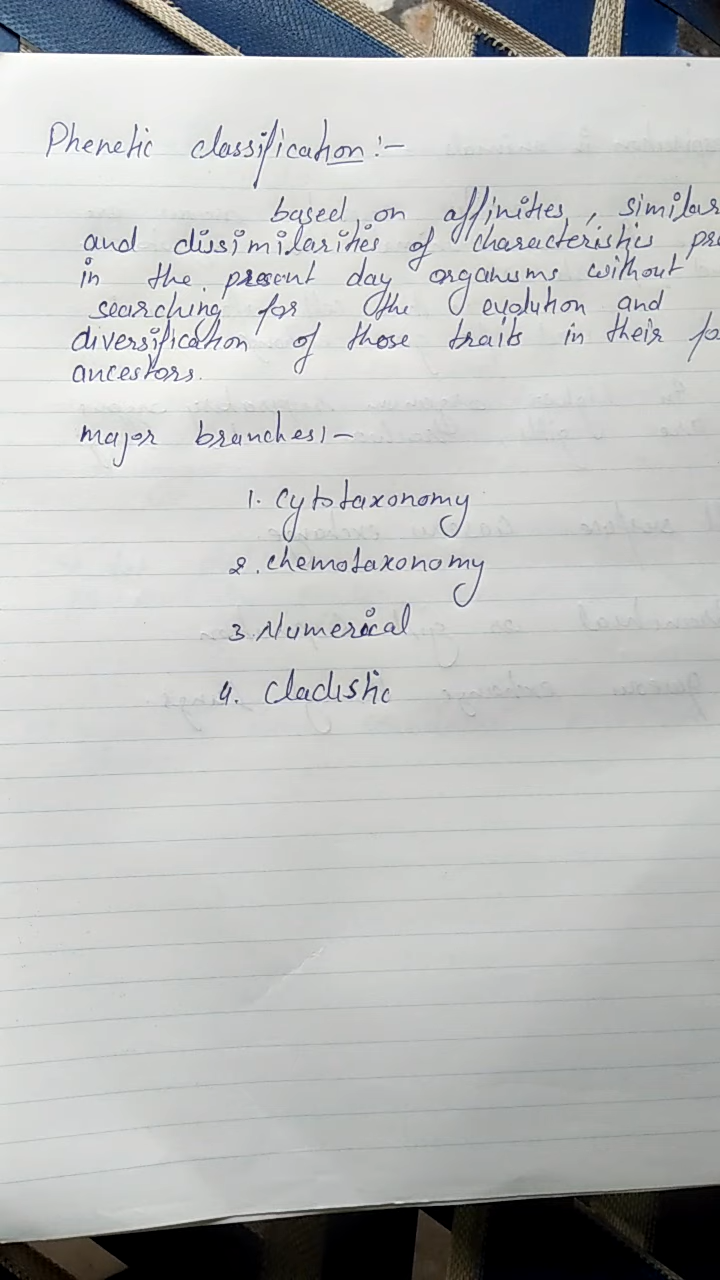 Phenetic classification :-
based on affinities, similar
and dissimilarities of characteristics pre
in the present day organisms without
searching for the evolution and
diversification of those traits in their fo
ancestors.
major branches:-
1. Cytotaxonomy
2. chemotaxonomy
3. Numerical
4. Cladistic